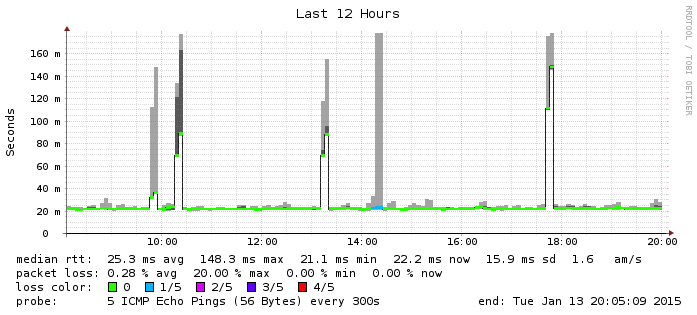 Last 12 Hours
RRDTOOL / TOBI OETIKER
Seconds
160 m
140 m
120 m
100 m
80 m
60 m
40 m
20 m
0
10:00 12:00 14:00 16:00 18:00 20:00
median rtt: 25.3 ms avg 148.3 ms max 21.1 ms min 22.2 ms now 15.9 ms sd 1.6 am/s
packet loss: 0.28 % avg 20.00 % max 0.00 % min 0.00 % now
loss color: 0 1/5 2/5 3/5 4/5
probe: 5 ICMP Echo Pings (56 Bytes) every 300s end: Tue Jan 13 20:05:09 2015